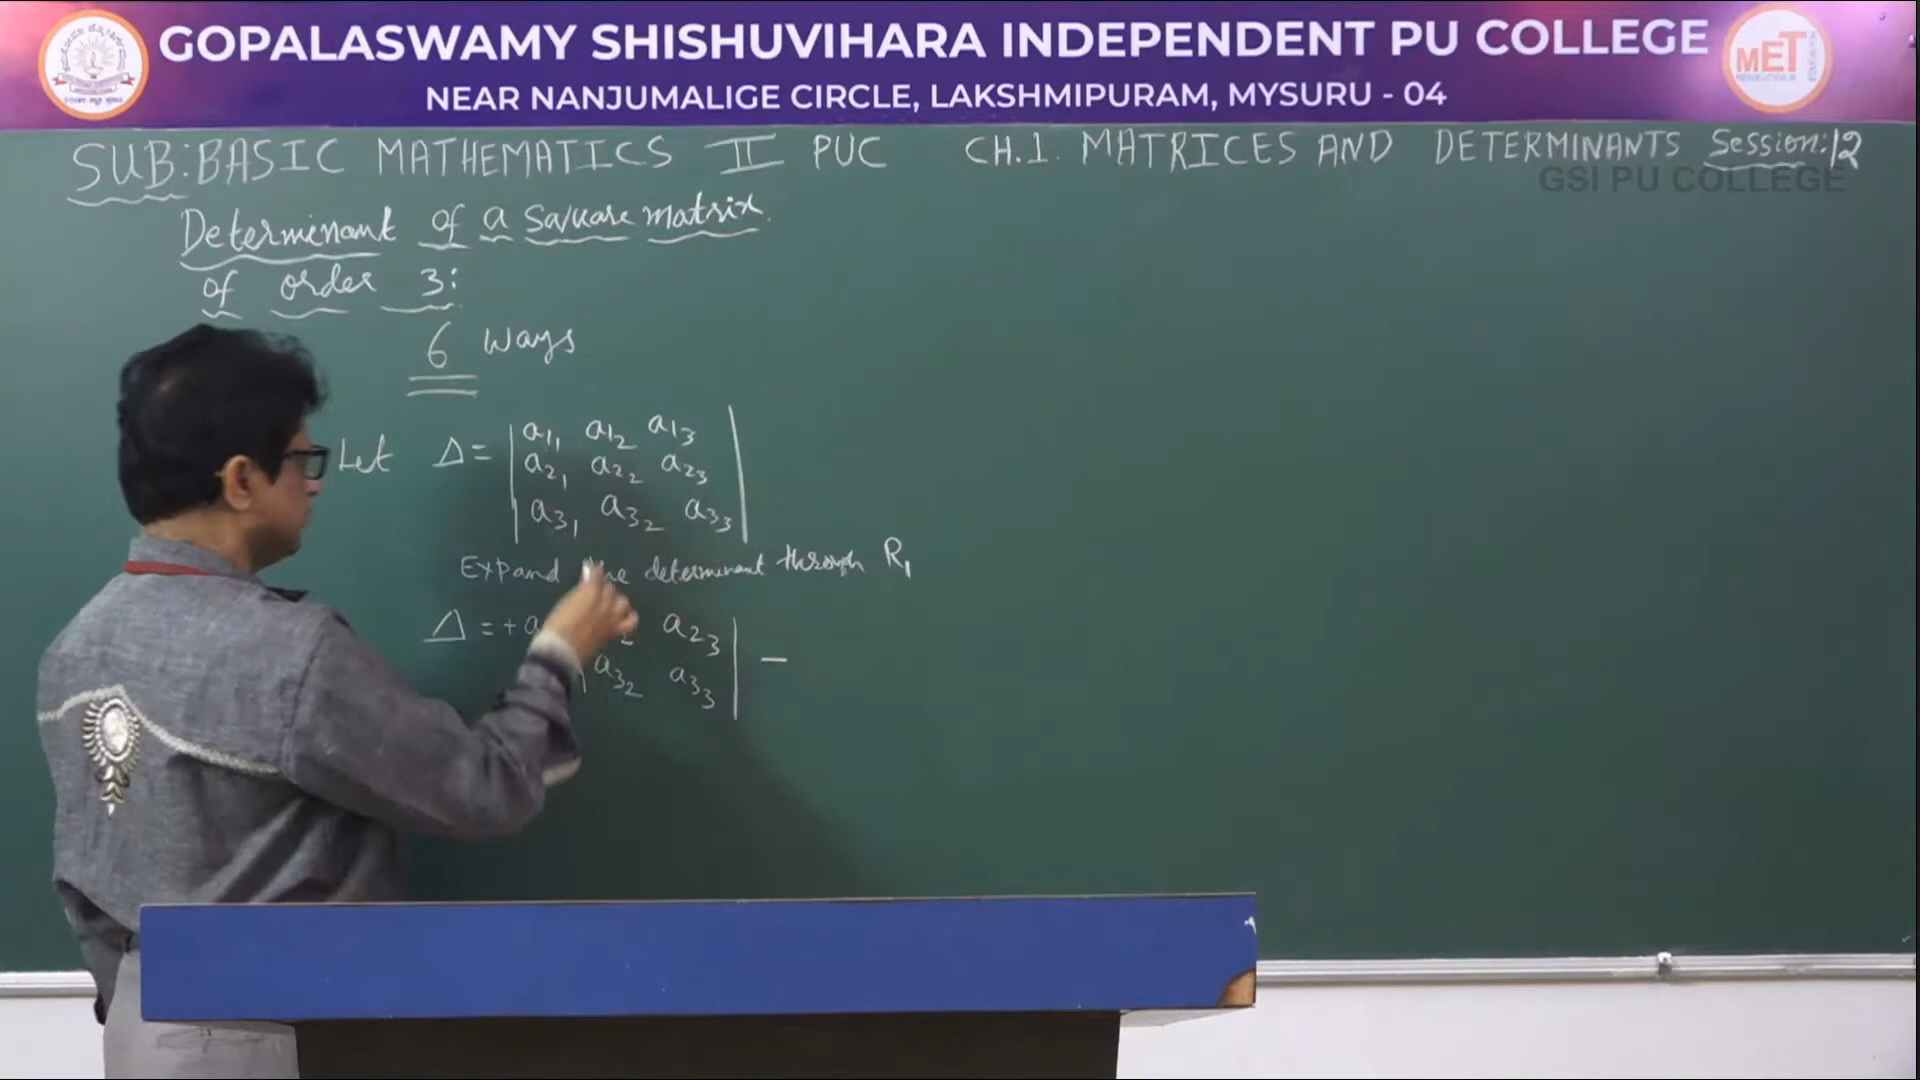 GOPALASWAMY SHISHUVIHARA INDEPENDENT PU COLLEGE
NEAR NANJUMALIGE CIRCLE, LAKSHMIPURAM, MYSURU - 04
MET
SUB: BASIC MATHEMATICS II PUC CH.1. MATRICES AND DETERMINANTS Session: 12
GSI PU COLLEGE
Determinant of a Square matrix.
of order 3:
6 Ways
Let Δ = | a₁₁ a₁₂ a₁₃ |
| a₂₁ a₂₂ a₂₃ |
| a₃₁ a₃₂ a₃₃ |
Expand the determinant through R₁
Δ = + a a₂₃ | −
| a₃₂ a₃₃ |